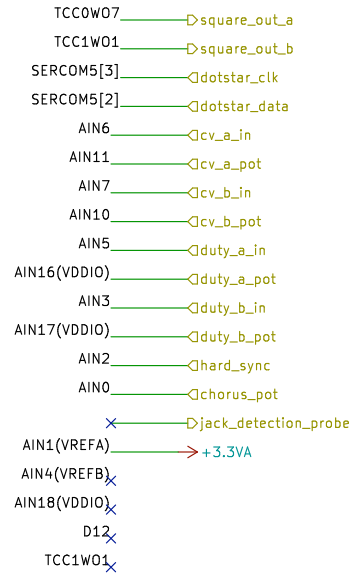 TCC0WO7 square_out_a
TCC1WO1 square_out_b
SERCOM5[3] dotstar_clk
SERCOM5[2] dotstar_data
AIN6 cv_a_in
AIN11 cv_a_pot
AIN7 cv_b_in
AIN10 cv_b_pot
AIN5 duty_a_in
AIN16(VDDIO) duty_a_pot
AIN3 duty_b_in
AIN17(VDDIO) duty_b_pot
AIN2 hard_sync
AIN0 chorus_pot
jack_detection_probe
AIN1(VREFA) +3.3VA
AIN4(VREFB)
AIN18(VDDIO)
D12
TCC1WO1